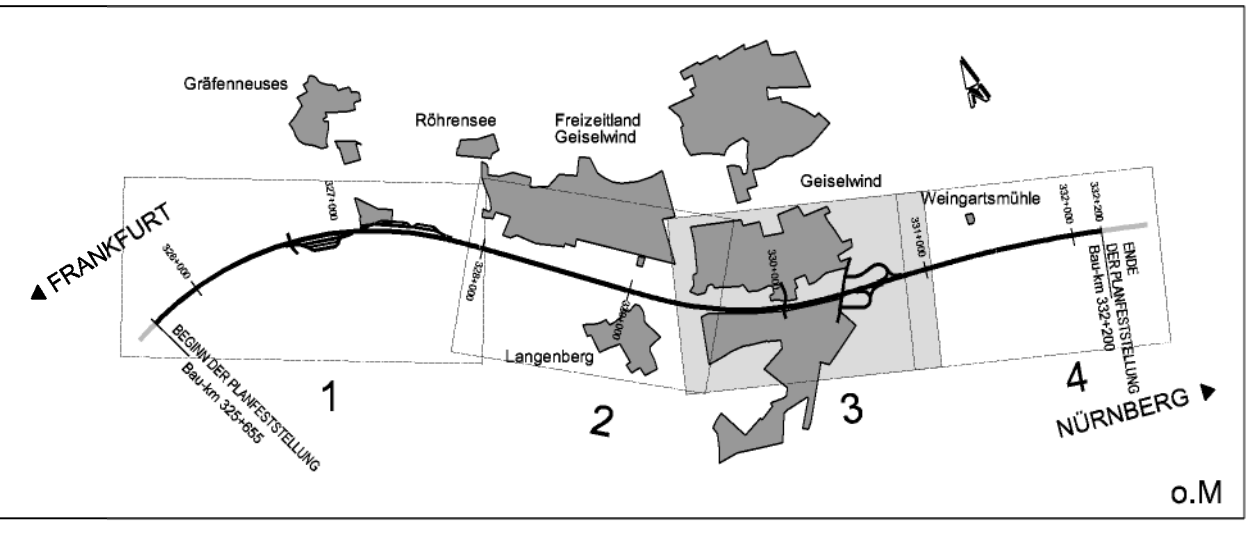 Gräfenneuses
Röhrensee
Freizeitland
Geiselwind
Geiselwind
Weingartsmühle
Langenberg
◄ FRANKFURT
326+000
327+000
328+000
329+000
330+000
331+000
332+000
332+200
BEGINN DER PLANFESTSTELLUNG
Bau-km 325+655
ENDE
DER PLANFESTSTELLUNG
Bau-km 332+200
1
2
3
4
NÜRNBERG ►
o.M